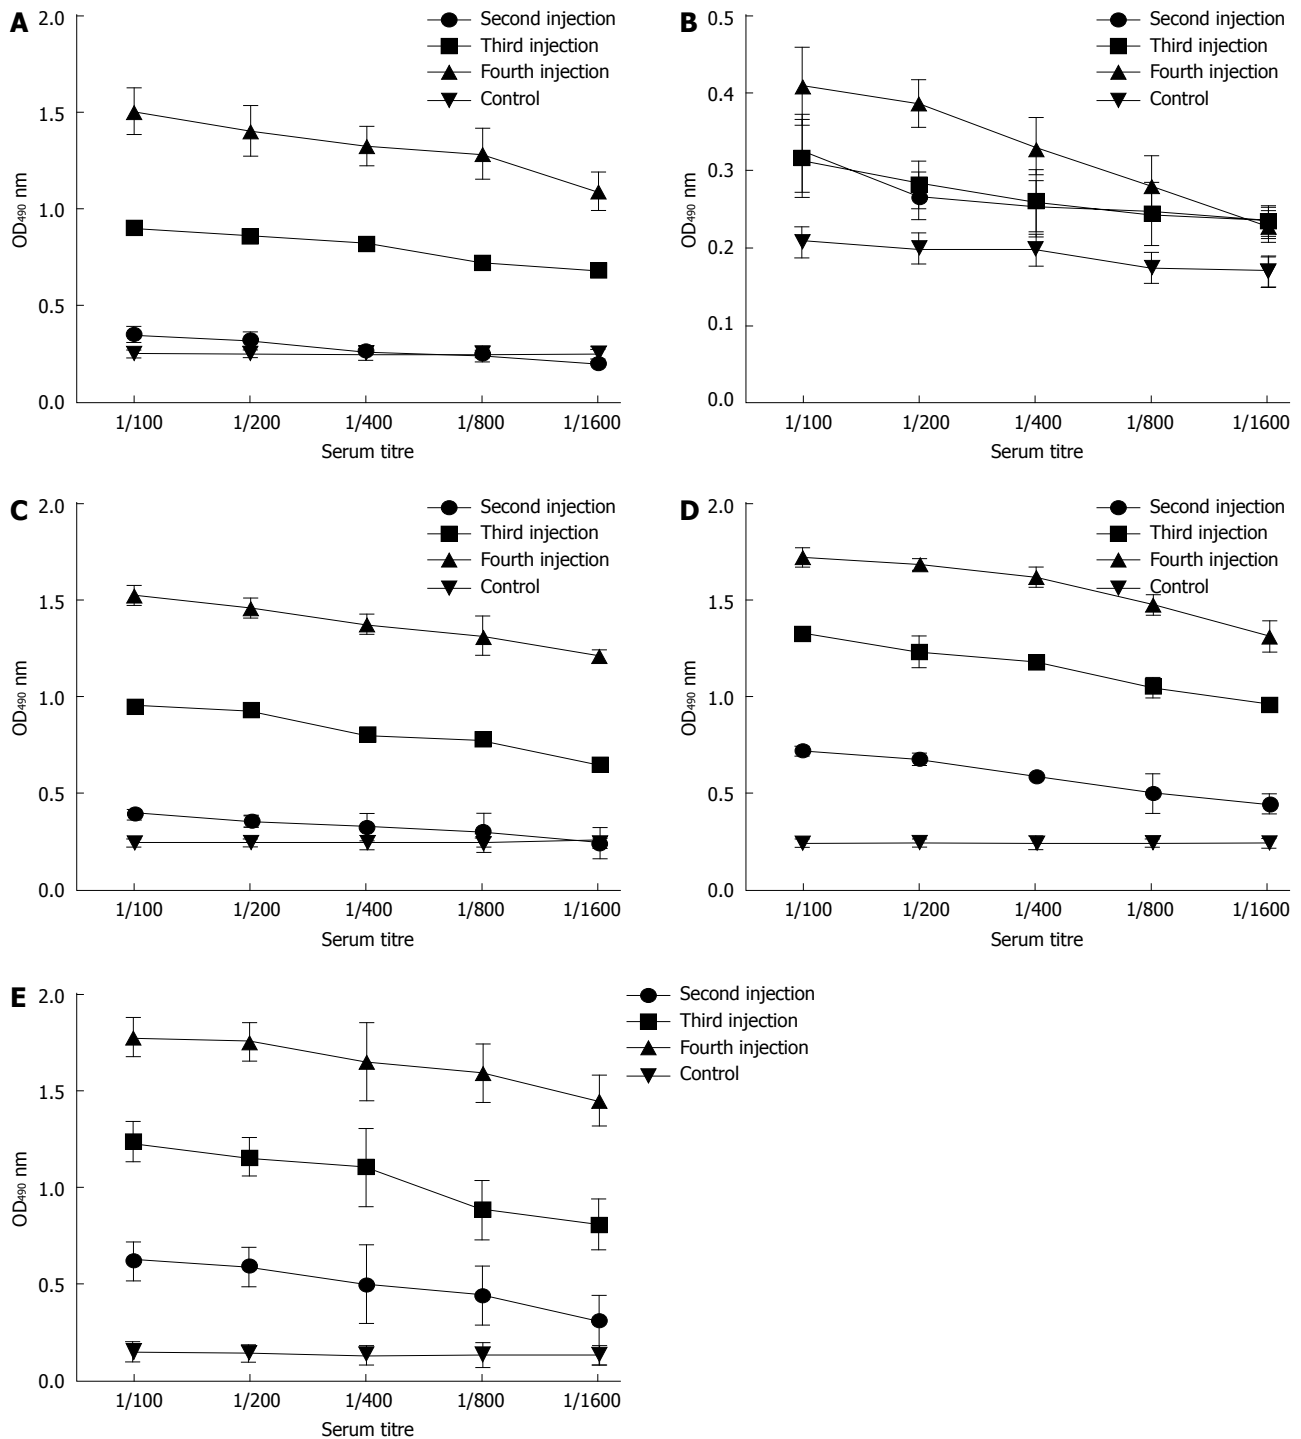 A
2.0
1.5
1.0
0.5
0.0
OD490 nm
Second injection
Third injection
Fourth injection
Control
1/100 1/200 1/400 1/800 1/1600
Serum titre
B
0.5
0.4
0.3
0.2
0.1
0.0
OD490 nm
Second injection
Third injection
Fourth injection
Control
1/100 1/200 1/400 1/800 1/1600
Serum titre
C
2.0
1.5
1.0
0.5
0.0
OD490 nm
Second injection
Third injection
Fourth injection
Control
1/100 1/200 1/400 1/800 1/1600
Serum titre
D
2.0
1.5
1.0
0.5
0.0
OD490 nm
Second injection
Third injection
Fourth injection
Control
1/100 1/200 1/400 1/800 1/1600
Serum titre
E
2.0
1.5
1.0
0.5
0.0
OD490 nm
Second injection
Third injection
Fourth injection
Control
1/100 1/200 1/400 1/800 1/1600
Serum titre